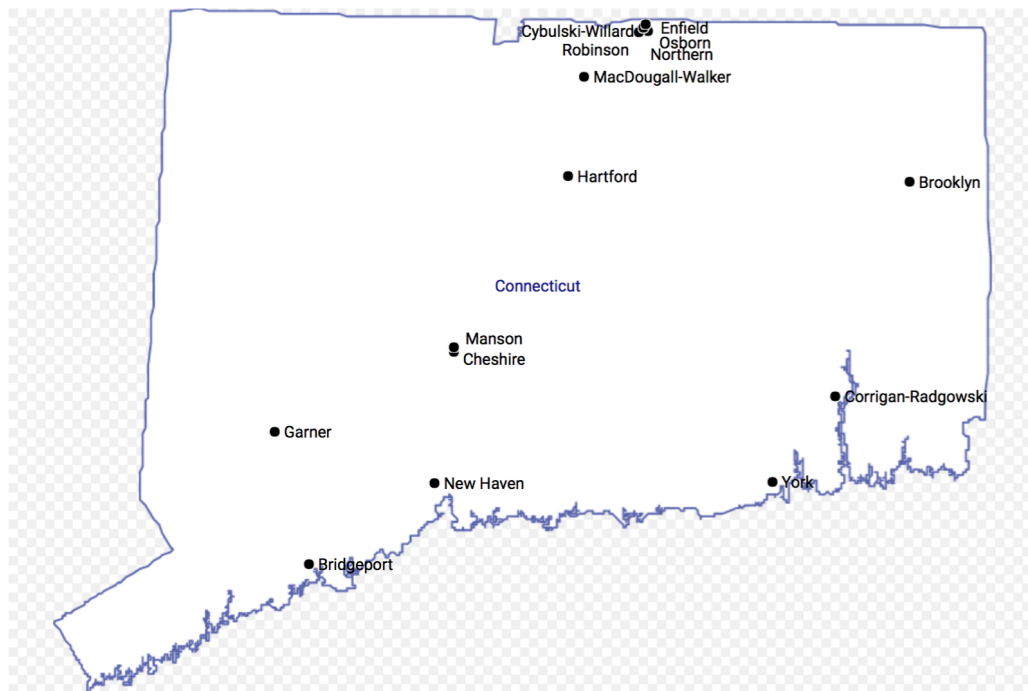 Cybulski-Willard
Enfield
Osborn
Robinson
Northern
MacDougall-Walker
Hartford
Brooklyn
Connecticut
Manson
Cheshire
Corrigan-Radgowski
Garner
New Haven
York
Bridgeport